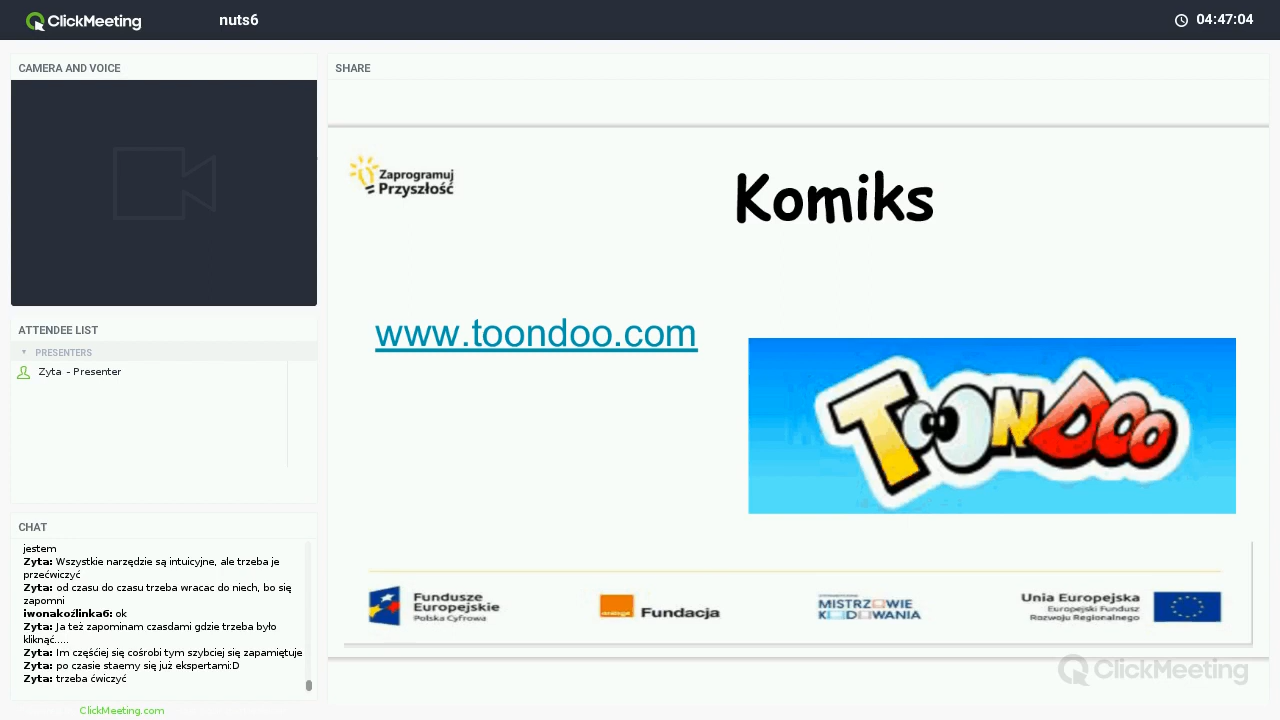 ClickMeeting
nuts6
04:47:04
CAMERA AND VOICE
ATTENDEE LIST
PRESENTERS
Zyta - Presenter
CHAT
jestem
Zyta: Wszystkie narzędzie są intuicyjne, ale trzeba je
przećwiczyć
Zyta: od czasu do czasu trzeba wracac do niech, bo się
zapomni
iwonakoźlinka6: ok
Zyta: Ja też zapominam czasdami gdzie trzeba było
kliknąć.....
Zyta: Im częśćiej się cośrobi tym szybciej się zapamiętuje
Zyta: po czasie staemy się już ekspertami:D
Zyta: trzeba ćwiczyć
ClickMeeting.com
SHARE
Zaprogramuj
Przyszłość
Komiks
www.toondoo.com
TOONDOO
Fundusze
Europejskie
Polska Cyfrowa
orange
Fundacja
MISTRZOWIE
KODOWANIA
Unia Europejska
Europejski Fundusz
Rozwoju Regionalnego
ClickMeeting